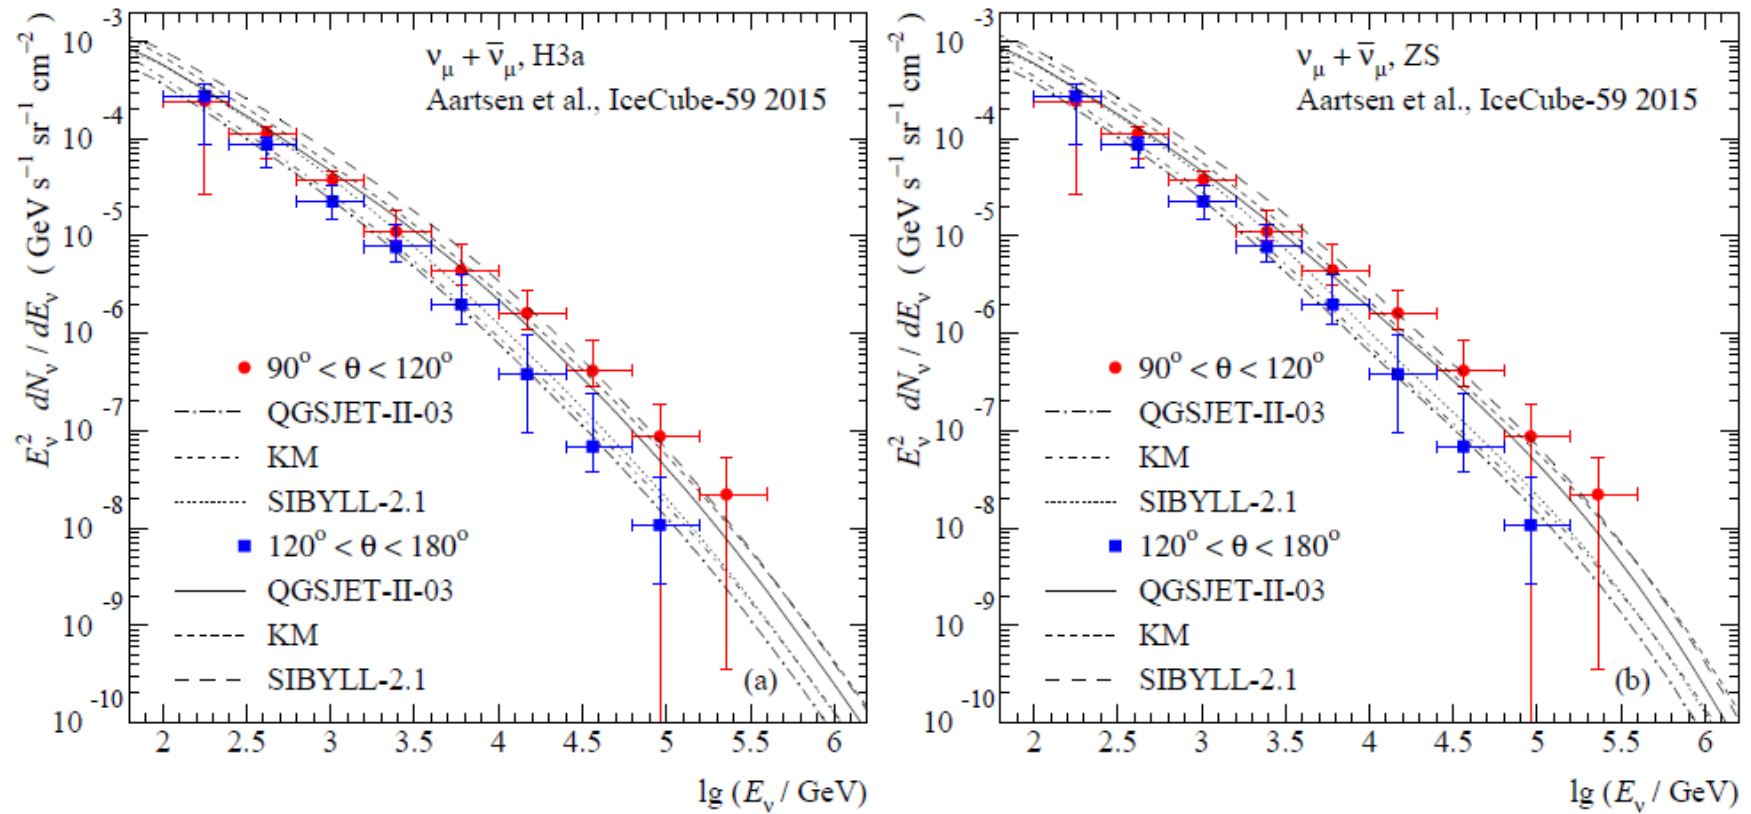 E_ν^2 dN_ν / dE_ν ( GeV s^−1 sr^−1 cm^−2 )
10^-3
10^-4
10^-5
10^-6
10^-7
10^-8
10^-9
10^-10
ν_μ + ν̅_μ, H3a
Aartsen et al., IceCube-59 2015
90° < θ < 120°
QGSJET-II-03
KM
SIBYLL-2.1
120° < θ < 180°
QGSJET-II-03
KM
SIBYLL-2.1
(a)
2 2.5 3 3.5 4 4.5 5 5.5 6
lg (E_ν / GeV)
E_ν^2 dN_ν / dE_ν ( GeV s^−1 sr^−1 cm^−2 )
10^-3
10^-4
10^-5
10^-6
10^-7
10^-8
10^-9
10^-10
ν_μ + ν̅_μ, ZS
Aartsen et al., IceCube-59 2015
90° < θ < 120°
QGSJET-II-03
KM
SIBYLL-2.1
120° < θ < 180°
QGSJET-II-03
KM
SIBYLL-2.1
(b)
2 2.5 3 3.5 4 4.5 5 5.5 6
lg (E_ν / GeV)